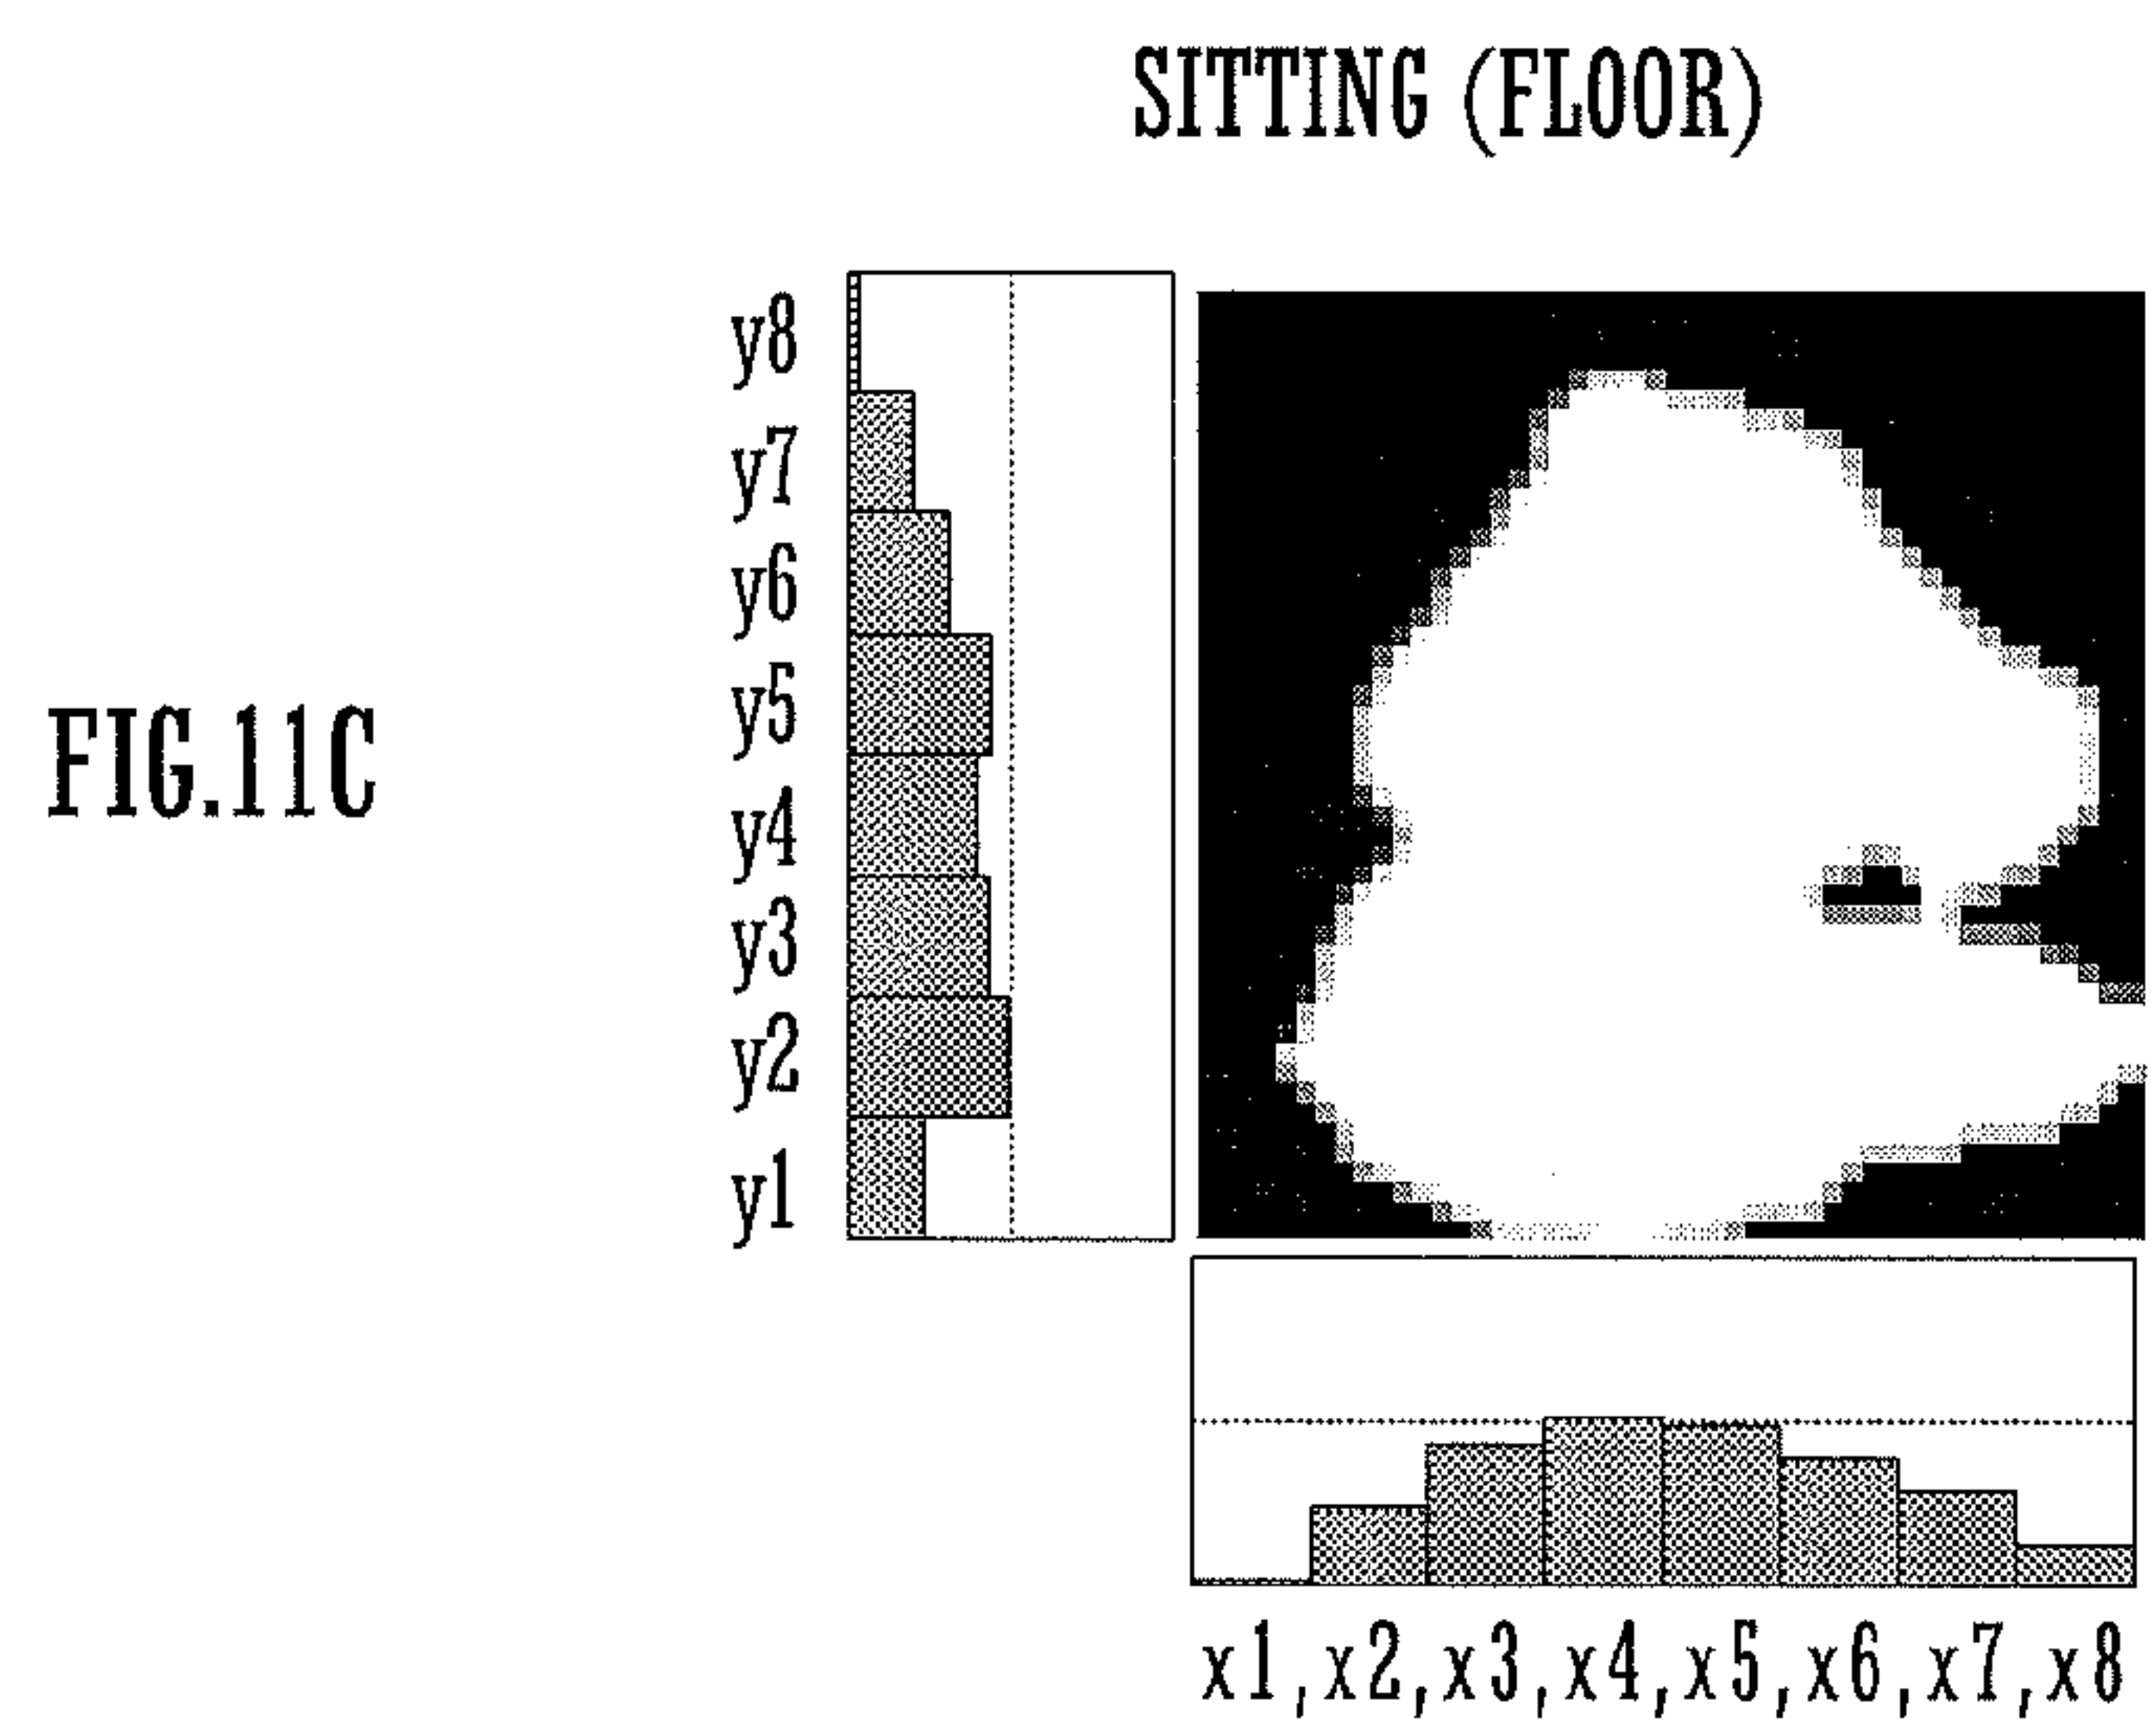 SITTING (FLOOR)
y8
y7
y6
y5
FIG.11C
y4
y3
y2
y1
x1,x2,x3,x4,x5,x6,x7,x8